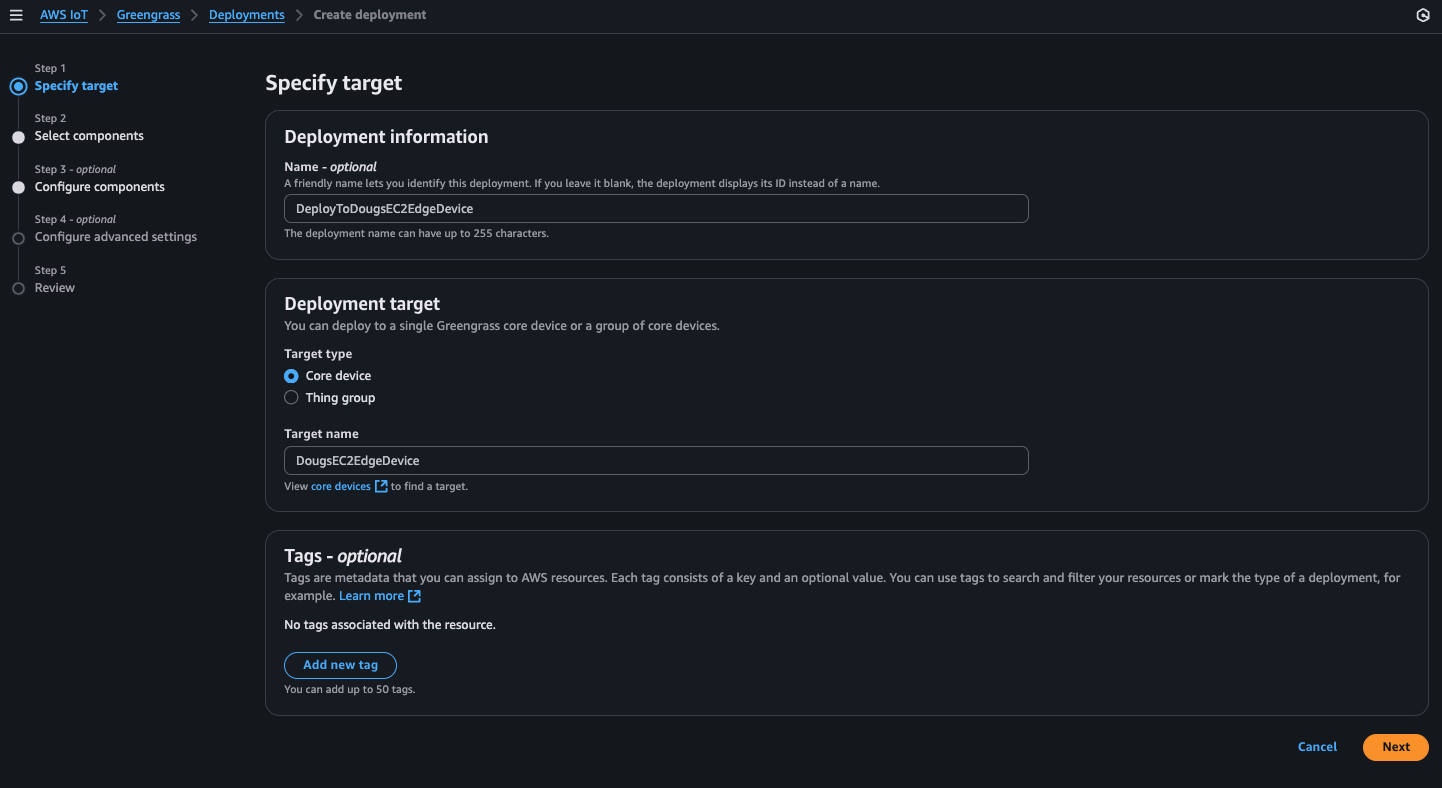 AWS IoT > Greengrass > Deployments > Create deployment
Step 1
Specify target
Step 2
Select components
Step 3 - optional
Configure components
Step 4 - optional
Configure advanced settings
Step 5
Review
Specify target
Deployment information
Name - optional
A friendly name lets you identify this deployment. If you leave it blank, the deployment displays its ID instead of a name.
DeployToDougsEC2EdgeDevice
The deployment name can have up to 255 characters.
Deployment target
You can deploy to a single Greengrass core device or a group of core devices.
Target type
Core device
Thing group
Target name
DougsEC2EdgeDevice
View core devices to find a target.
Tags - optional
Tags are metadata that you can assign to AWS resources. Each tag consists of a key and an optional value. You can use tags to search and filter your resources or mark the type of a deployment, for
example. Learn more
No tags associated with the resource.
Add new tag
You can add up to 50 tags.
Cancel
Next